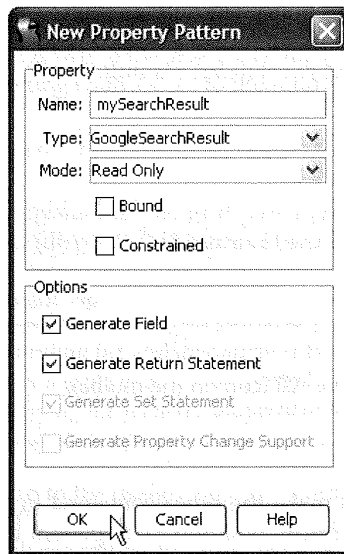 New Property Pattern
Property
Name: mySearchResult
Type: GoogleSearchResult
Mode: Read Only
Bound
Constrained
Options
Generate Field
Generate Return Statement
Generate Set Statement
Generate Property Change Support
OK Cancel Help